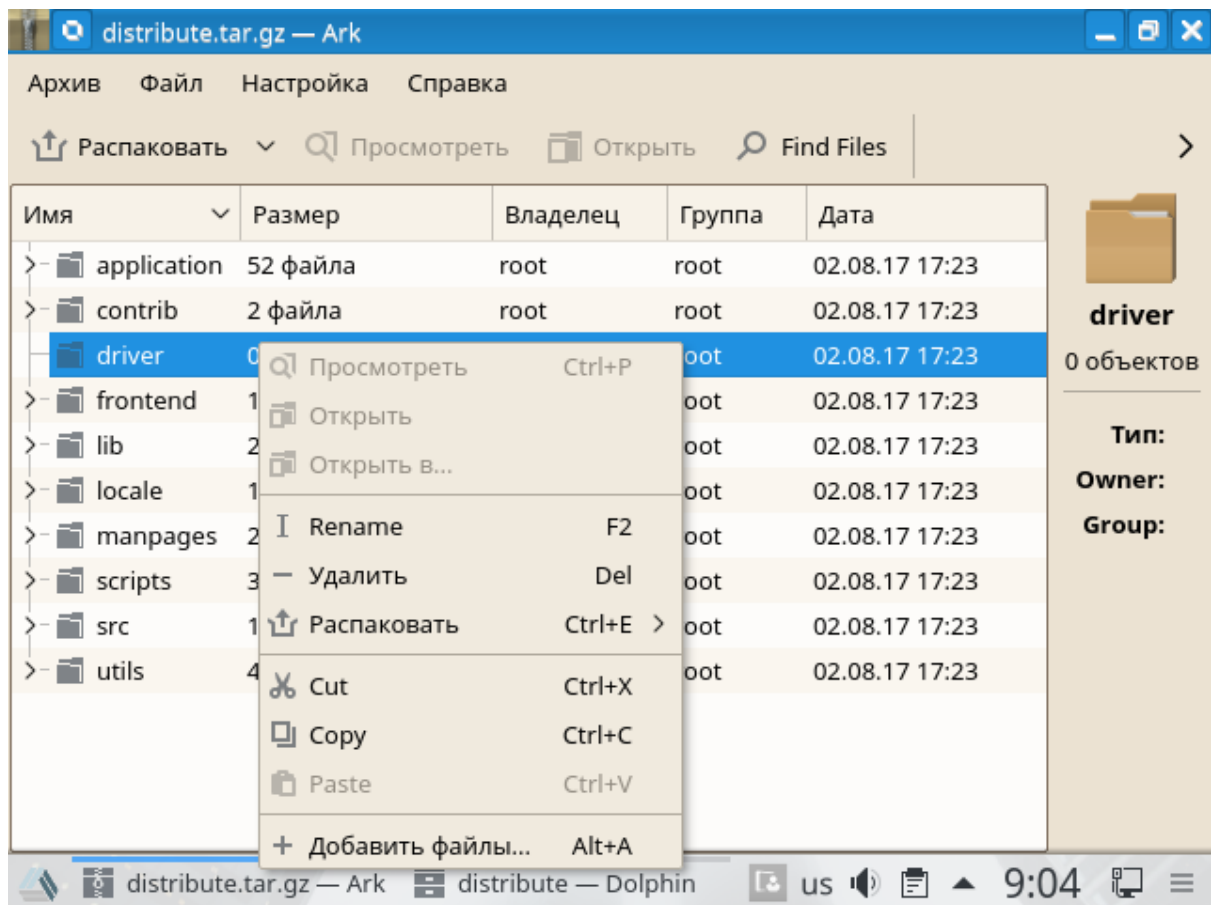 distribute.tar.gz — Ark
Архив Файл Настройка Справка
Распаковать Просмотреть Открыть Find Files
Имя Размер Владелец Группа Дата
application 52 файла root root 02.08.17 17:23
contrib 2 файла root root 02.08.17 17:23
driver 0 oot 02.08.17 17:23
frontend 1 oot 02.08.17 17:23
lib 2 oot 02.08.17 17:23
locale 1 oot 02.08.17 17:23
manpages 2 oot 02.08.17 17:23
scripts 3 oot 02.08.17 17:23
src 1 oot 02.08.17 17:23
utils 4 oot 02.08.17 17:23
Просмотреть Ctrl+P
Открыть
Открыть в...
Rename F2
Удалить Del
Распаковать Ctrl+E
Cut Ctrl+X
Copy Ctrl+C
Paste Ctrl+V
Добавить файлы... Alt+A
driver
0 объектов
Тип:
Owner:
Group:
distribute.tar.gz — Ark distribute — Dolphin us 9:04